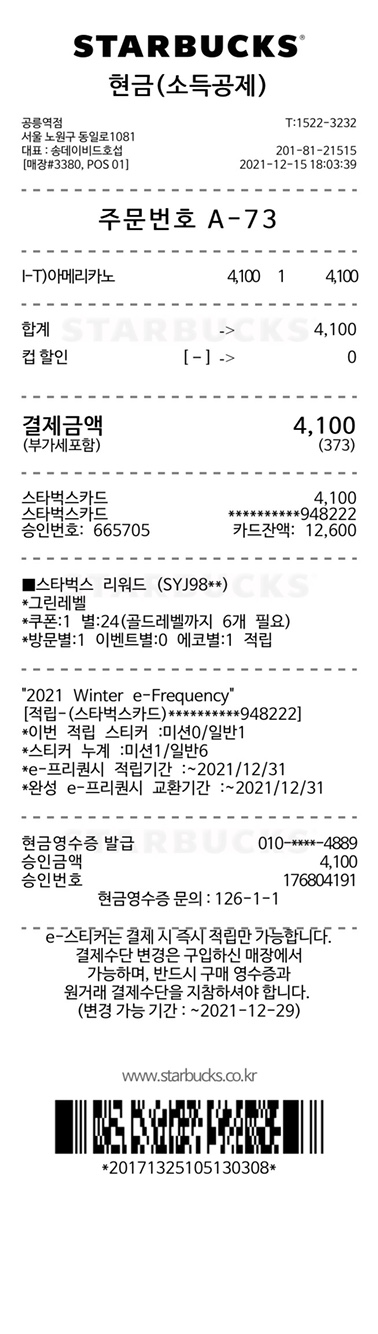 STARBUCKS®
현금(소득공제)
공릉역점 T:1522-3232
서울 노원구 동일로1081
대표 : 송데이비드호섭 201-81-21515
[매장#3380, POS 01] 2021-12-15 18:03:39
주문번호 A-73
I-T)아메리카노 4,100 1 4,100
STARBUCKS
합계 -> 4,100
컵 할인 [ - ] -> 0
결제금액 4,100
(부가세포함) (373)
스타벅스카드 4,100
스타벅스카드 **********948222
승인번호: 665705 카드잔액: 12,600
STARBUCKS
■스타벅스 리워드 (SYJ98**)
*그린레벨
*쿠폰:1 별:24(골드레벨까지 6개 필요)
*방문별:1 이벤트별:0 에코별:1 적립
"2021 Winter e-Frequency"
[적립-(스타벅스카드)**********948222]
*이번 적립 스티커 :미션0/일반1
*스티커 누계 :미션1/일반6
*e-프리퀀시 적립기간 :~2021/12/31
*완성 e-프리퀀시 교환기간 :~2021/12/31
현금영수증 발급 010-****-4889
STARBUCKS
승인금액 4,100
승인번호 176804191
현금영수증 문의 : 126-1-1
e-스티커는 결제 시 즉시 적립만 가능합니다.
결제수단 변경은 구입하신 매장에서
가능하며, 반드시 구매 영수증과
원거래 결제수단을 지참하셔야 합니다.
(변경 가능 기간 : ~2021-12-29)
www.starbucks.co.kr
*20171325105130308*